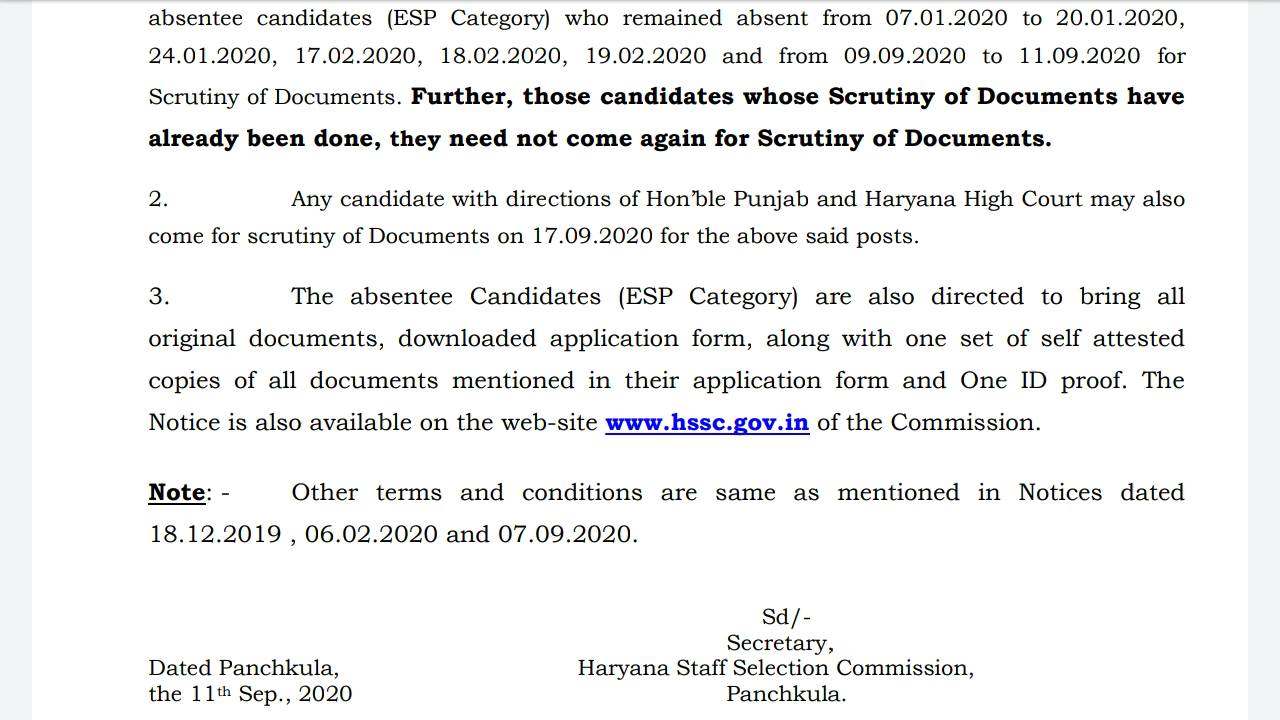 absentee candidates (ESP Category) who remained absent from 07.01.2020 to 20.01.2020,
24.01.2020, 17.02.2020, 18.02.2020, 19.02.2020 and from 09.09.2020 to 11.09.2020 for
Scrutiny of Documents. Further, those candidates whose Scrutiny of Documents have
already been done, they need not come again for Scrutiny of Documents.
2. Any candidate with directions of Hon’ble Punjab and Haryana High Court may also
come for scrutiny of Documents on 17.09.2020 for the above said posts.
3. The absentee Candidates (ESP Category) are also directed to bring all
original documents, downloaded application form, along with one set of self attested
copies of all documents mentioned in their application form and One ID proof. The
Notice is also available on the web-site www.hssc.gov.in of the Commission.
Note: - Other terms and conditions are same as mentioned in Notices dated
18.12.2019 , 06.02.2020 and 07.09.2020.
Sd/-
Secretary,
Dated Panchkula, Haryana Staff Selection Commission,
the 11th Sep., 2020 Panchkula.